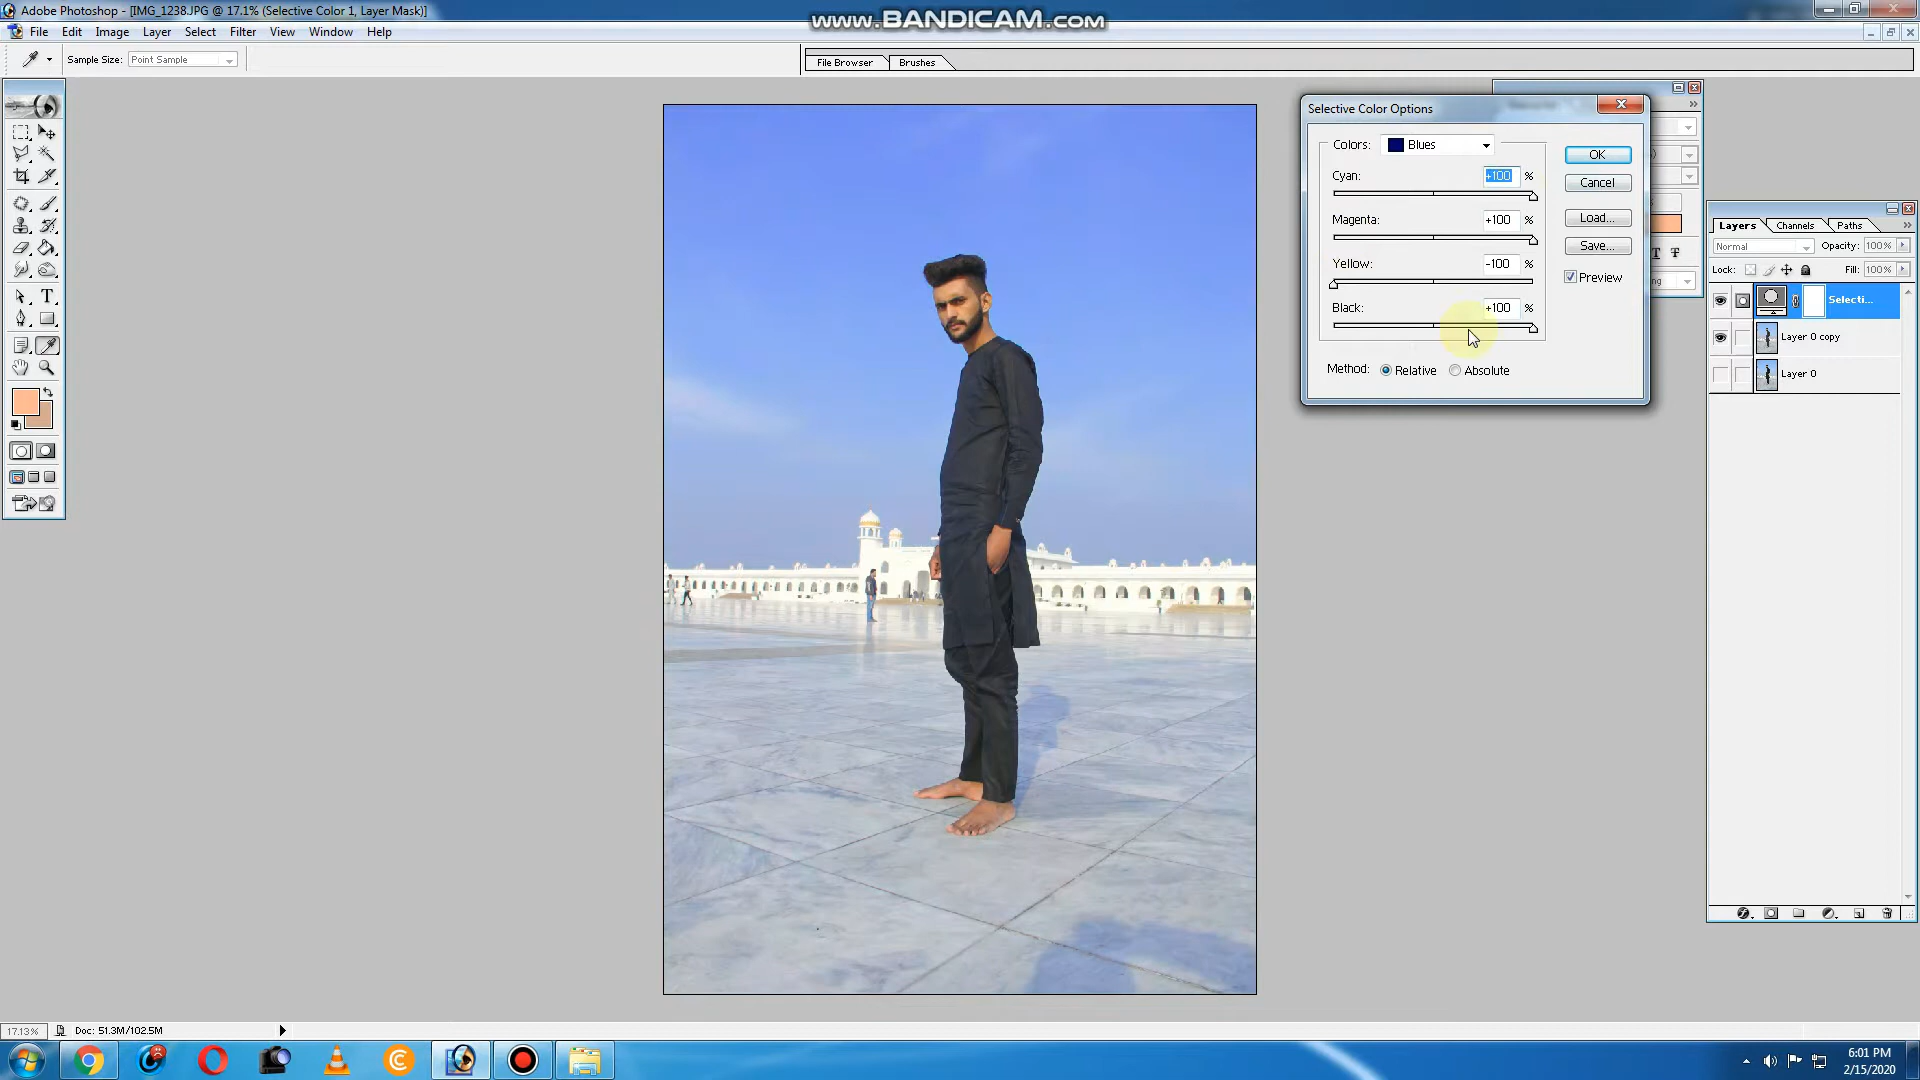 Adobe Photoshop - [IMG_1238.JPG @ 17.1% (Selective Color 1, Layer Mask)]
www.BANDICAM.com
File Edit Image Layer Select Filter View Window Help
Sample Size: Point Sample
File Browser Brushes
Selective Color Options
Colors: Blues
OK
Cyan: +100 %
Cancel
Magenta: +100 %
Load...
Save...
Yellow: -100 %
Preview
Black: +100 %
Method: Relative Absolute
Layers Channels Paths
Normal Opacity: 100%
Lock: Fill: 100%
Selecti...
Layer 0 copy
Layer 0
17.13% Doc: 51.3M/102.5M
6:01 PM
2/15/2020